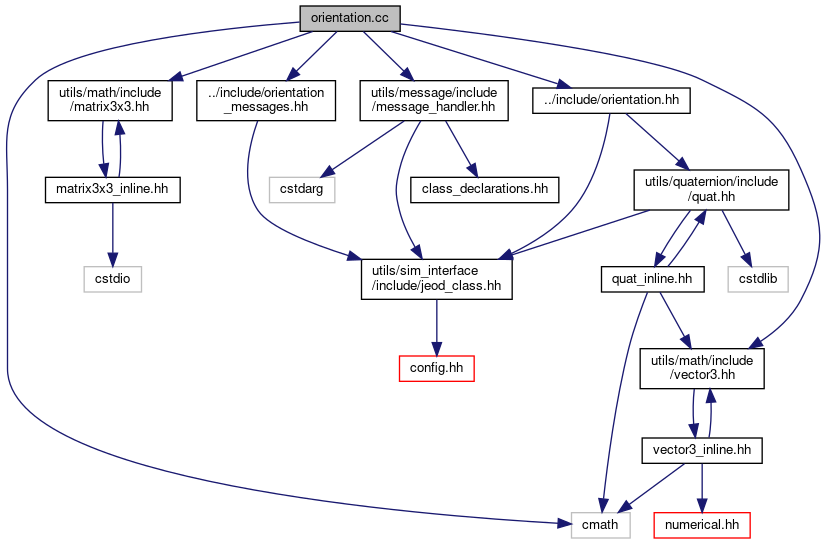 orientation.cc
utils/math/include
/matrix3x3.hh
../include/orientation
_messages.hh
utils/message/include
/message_handler.hh
../include/orientation.hh
matrix3x3_inline.hh
cstdarg
class_declarations.hh
utils/quaternion/include
/quat.hh
cstdio
utils/sim_interface
/include/jeod_class.hh
quat_inline.hh
cstdlib
config.hh
utils/math/include
/vector3.hh
vector3_inline.hh
cmath
numerical.hh